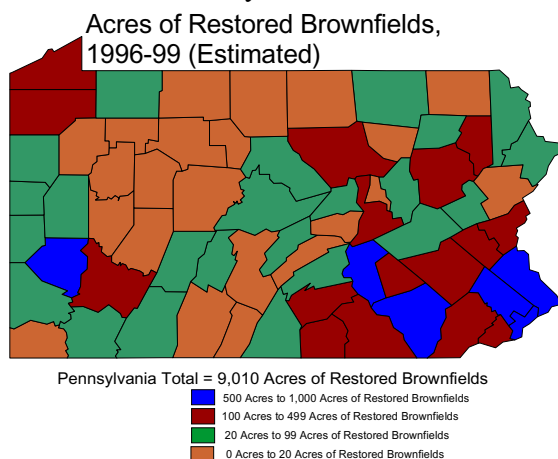 Acres of Restored Brownfields,
1996-99 (Estimated)
Pennsylvania Total = 9,010 Acres of Restored Brownfields
500 Acres to 1,000 Acres of Restored Brownfields
100 Acres to 499 Acres of Restored Brownfields
20 Acres to 99 Acres of Restored Brownfields
0 Acres to 20 Acres of Restored Brownfields